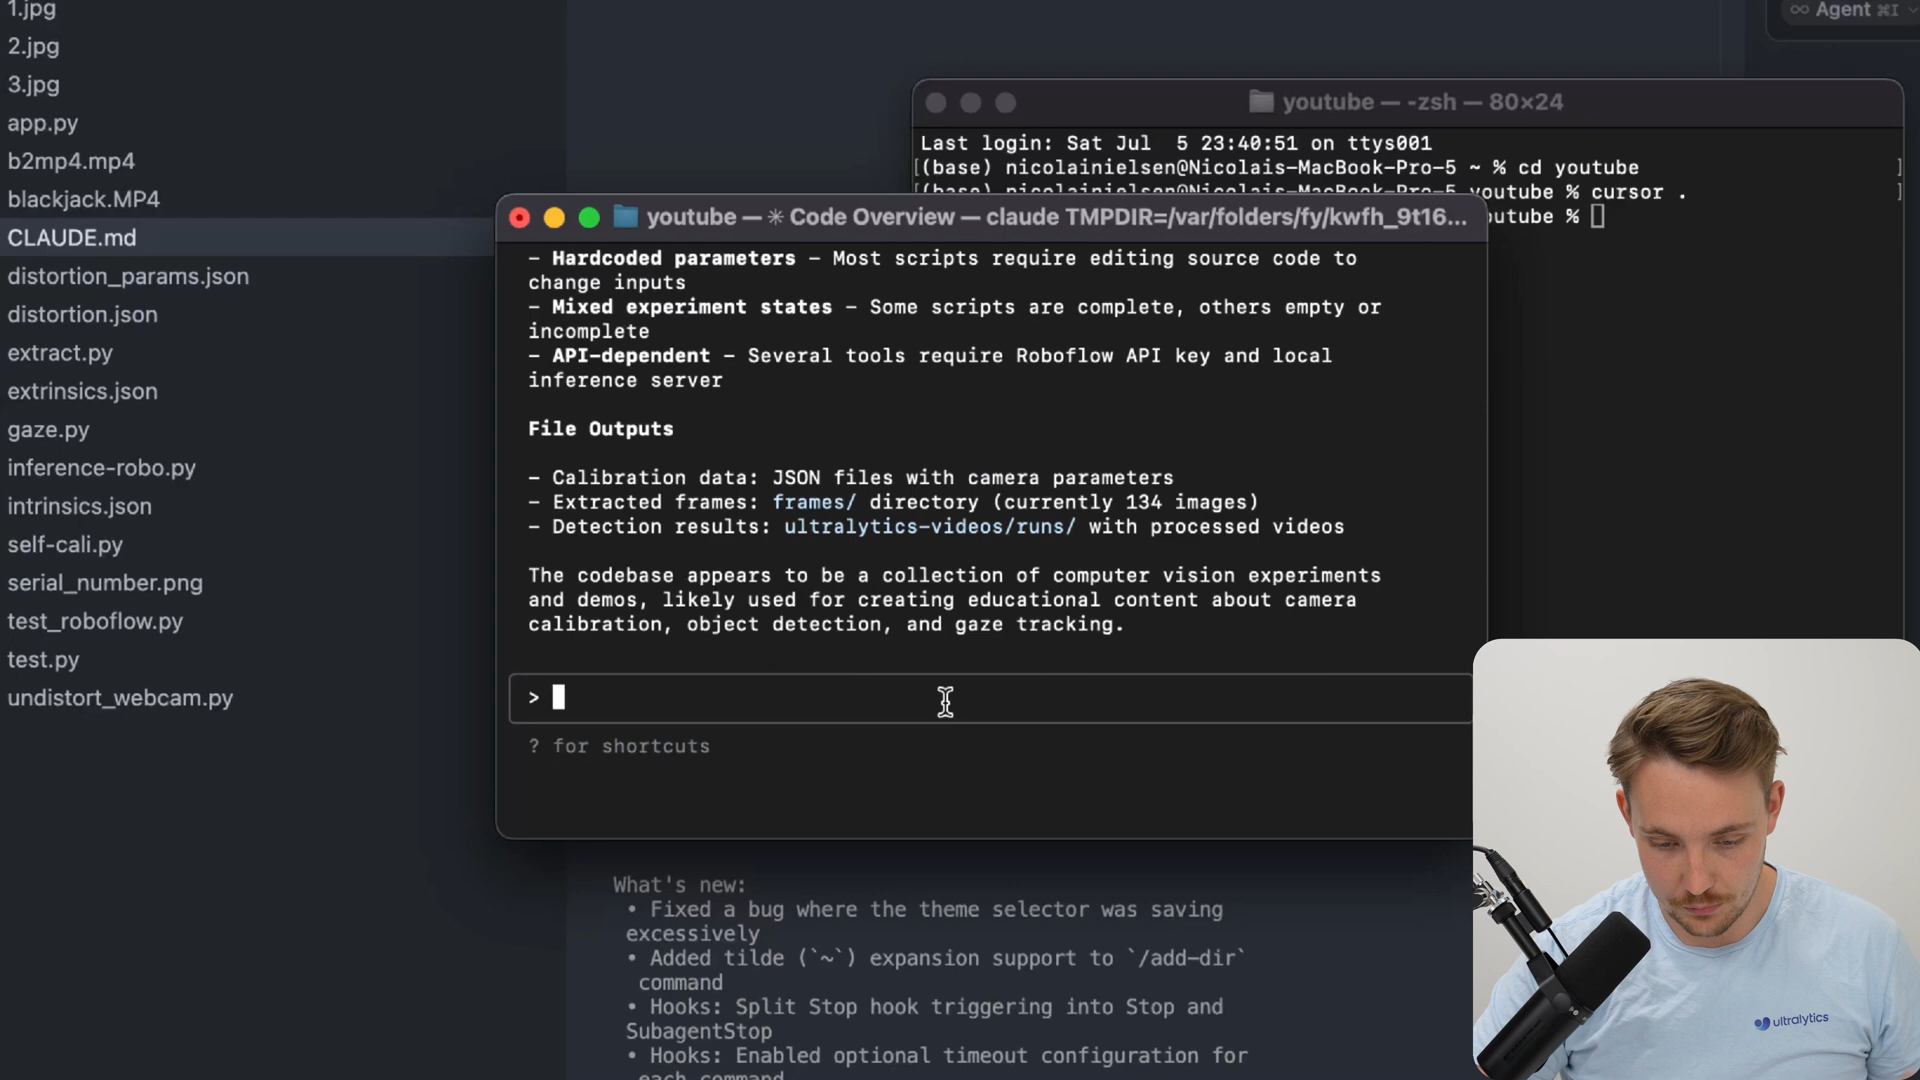 1.jpg
2.jpg
3.jpg
app.py
b2mp4.mp4
blackjack.MP4
CLAUDE.md
distortion_params.json
distortion.json
extract.py
extrinsics.json
gaze.py
inference-robo.py
intrinsics.json
self-cali.py
serial_number.png
test_roboflow.py
test.py
undistort_webcam.py
∞ Agent ⌘I
youtube — -zsh — 80×24
Last login: Sat Jul  5 23:40:51 on ttys001
[(base) nicolainielsen@Nicolais-MacBook-Pro-5 ~ % cd youtube ]
[(base) nicolainielsen@Nicolais-MacBook-Pro-5 youtube % cursor . ]
youtube %
youtube — ✳ Code Overview — claude TMPDIR=/var/folders/fy/kwfh_9t16...
- Hardcoded parameters - Most scripts require editing source code to
change inputs
- Mixed experiment states - Some scripts are complete, others empty or
incomplete
- API-dependent - Several tools require Roboflow API key and local
inference server
File Outputs
- Calibration data: JSON files with camera parameters
- Extracted frames: frames/ directory (currently 134 images)
- Detection results: ultralytics-videos/runs/ with processed videos
The codebase appears to be a collection of computer vision experiments
and demos, likely used for creating educational content about camera
calibration, object detection, and gaze tracking.
>
? for shortcuts
What's new:
• Fixed a bug where the theme selector was saving
excessively
• Added tilde (`~`) expansion support to `/add-dir`
command
• Hooks: Split Stop hook triggering into Stop and
SubagentStop
• Hooks: Enabled optional timeout configuration for
each command
ultralytics